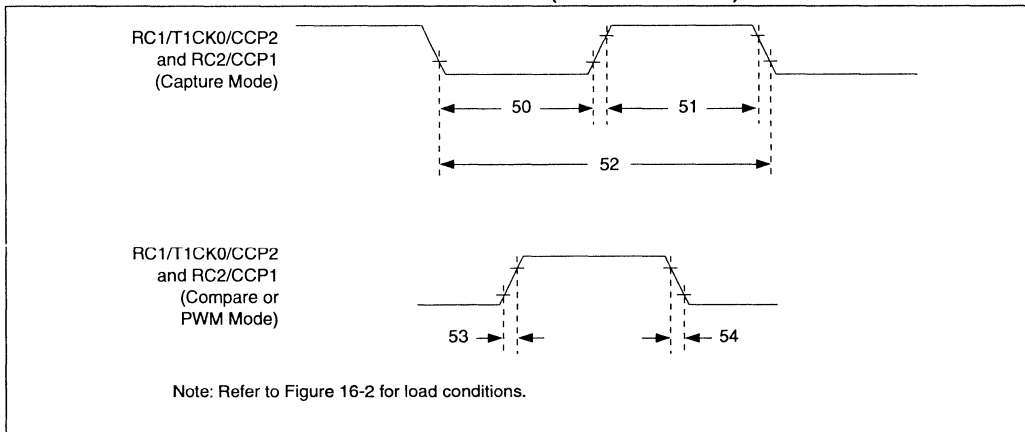 RC1/T1CK0/CCP2
and RC2/CCP1
(Capture Mode)
50
51
52
RC1/T1CK0/CCP2
and RC2/CCP1
(Compare or
PWM Mode)
53
54
Note: Refer to Figure 16-2 for load conditions.